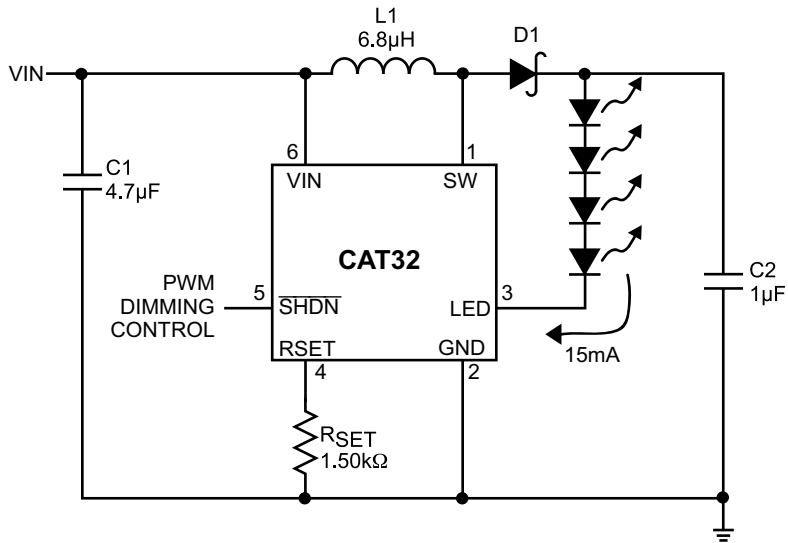 L1
6.8µH
D1
VIN
C1
4.7µF
6
1
VIN
SW
CAT32
PWM
DIMMING
CONTROL
5
SHDN
LED
3
15mA
C2
1µF
RSET
GND
4
2
RSET
1.50kΩ